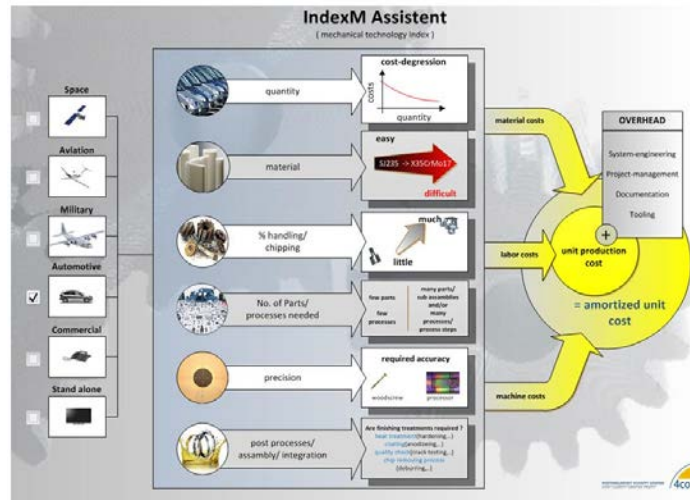 IndexM Assistent
( mechanical technology index )
Space
Aviation
Military
Automotive
Commercial
Stand alone
quantity
material
% handling/
chipping
No. of Parts/
processes needed
precision
post processes/
assembly/ integration
cost-degression
costs
quantity
easy
SJ235 -> X35CrMo17
difficult
much
little
few parts
few
processes
many parts/
sub assemblies
and/or
many
processes/
process steps
required accuracy
woodscrew
processor
Are finishing treatments required ?
heat treatment(hardening,..)
coating(anodizing,..)
quality check(crack testing,..)
chip removing process
(deburring,..)
material costs
labor costs
machine costs
OVERHEAD
System-engineering
Project-management
Documentation
Tooling
+
unit production
cost
= amortized unit
cost
4co